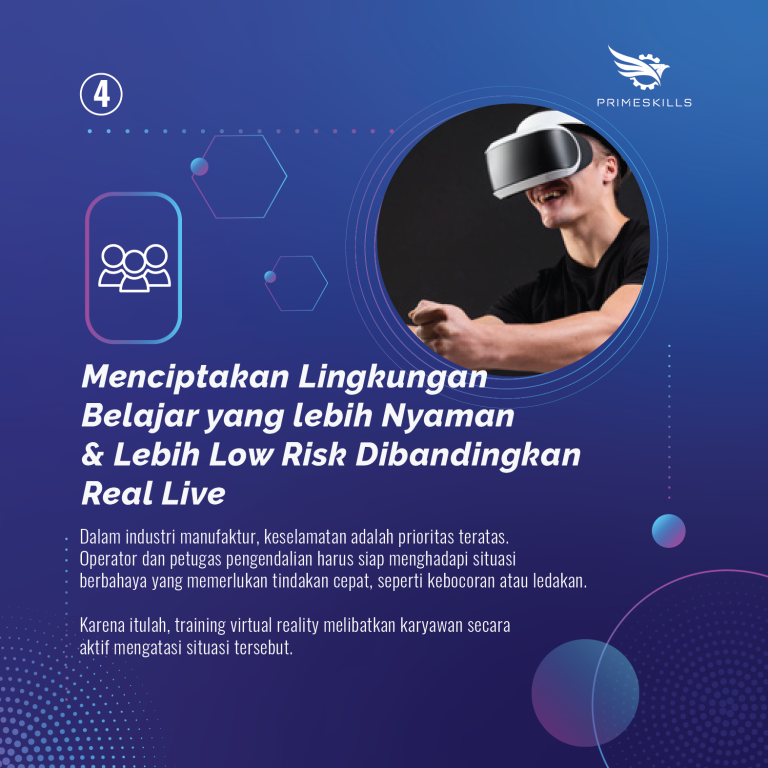 4
PRIMESKILLS
Menciptakan Lingkungan
Belajar yang lebih Nyaman
& Lebih Low Risk Dibandingkan
Real Live
Dalam industri manufaktur, keselamatan adalah prioritas teratas.
Operator dan petugas pengendalian harus siap menghadapi situasi
berbahaya yang memerlukan tindakan cepat, seperti kebocoran atau ledakan.
Karena itulah, training virtual reality melibatkan karyawan secara
aktif mengatasi situasi tersebut.